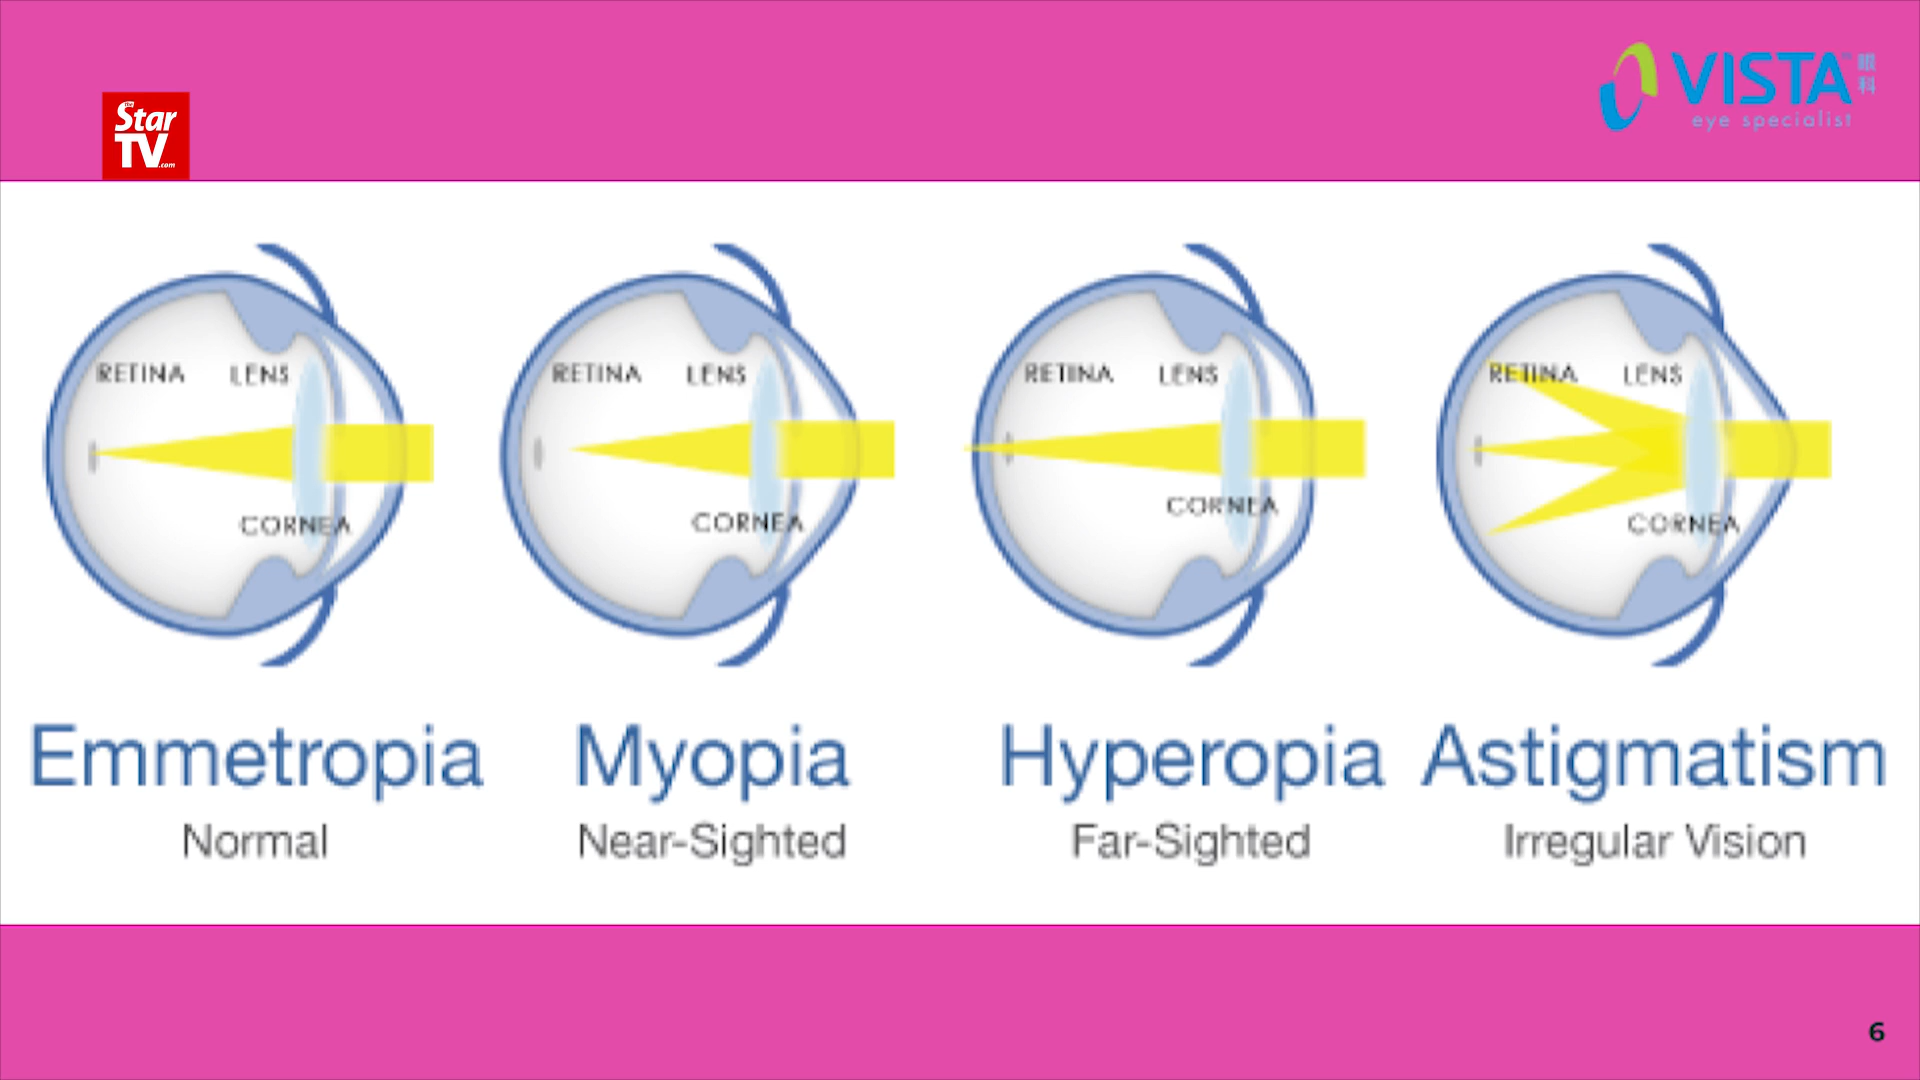 The
Star
TV
.com
VISTA
眼科
eye specialist
RETINA LENS
CORNEA
RETINA LENS
CORNEA
RETINA LENS
CORNEA
RETINA LENS
CORNEA
Emmetropia
Normal
Myopia
Near-Sighted
Hyperopia
Far-Sighted
Astigmatism
Irregular Vision
6